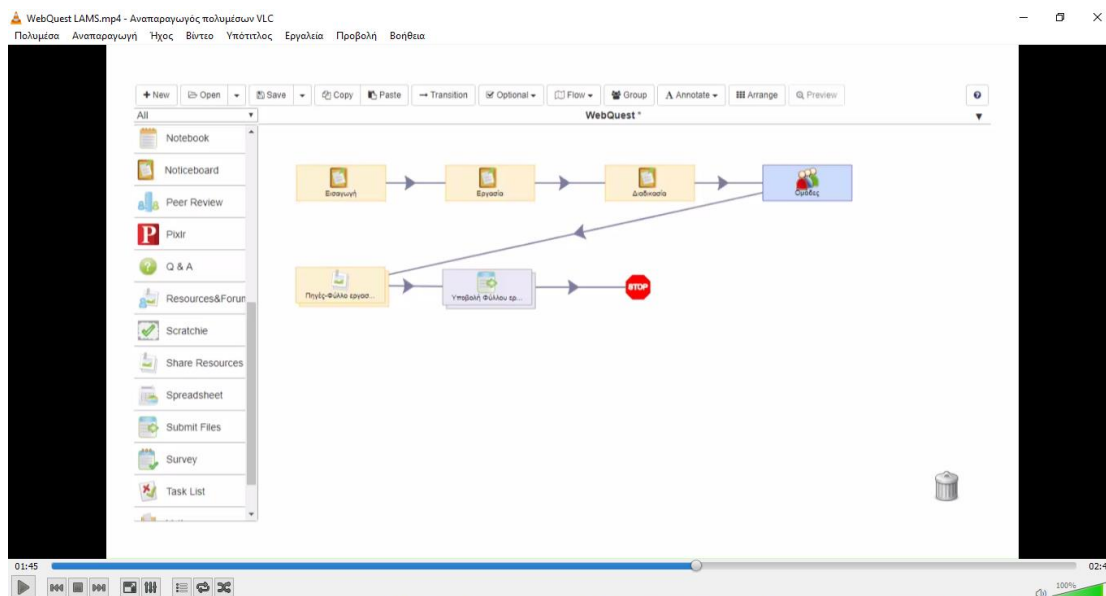 WebQuest LAMS.mp4 - Αναπαραγωγός πολυμέσων VLC
Πολυμέσα Αναπαραγωγή Ήχος Βίντεο Υπότιτλος Εργαλεία Προβολή Βοήθεια
New Open Save Copy Paste Transition Optional Flow Group Annotate Arrange Preview
All WebQuest *
Notebook
Noticeboard
Peer Review
Pixlr
Q & A
Resources&Forun
Scratchie
Share Resources
Spreadsheet
Submit Files
Survey
Task List
Εισαγωγή Εργασία Διαδικασία Ομάδες
Πηγές-Φύλλο εργασ... Υποβολή Φύλλου ερ... STOP
01:45 02:4
100%